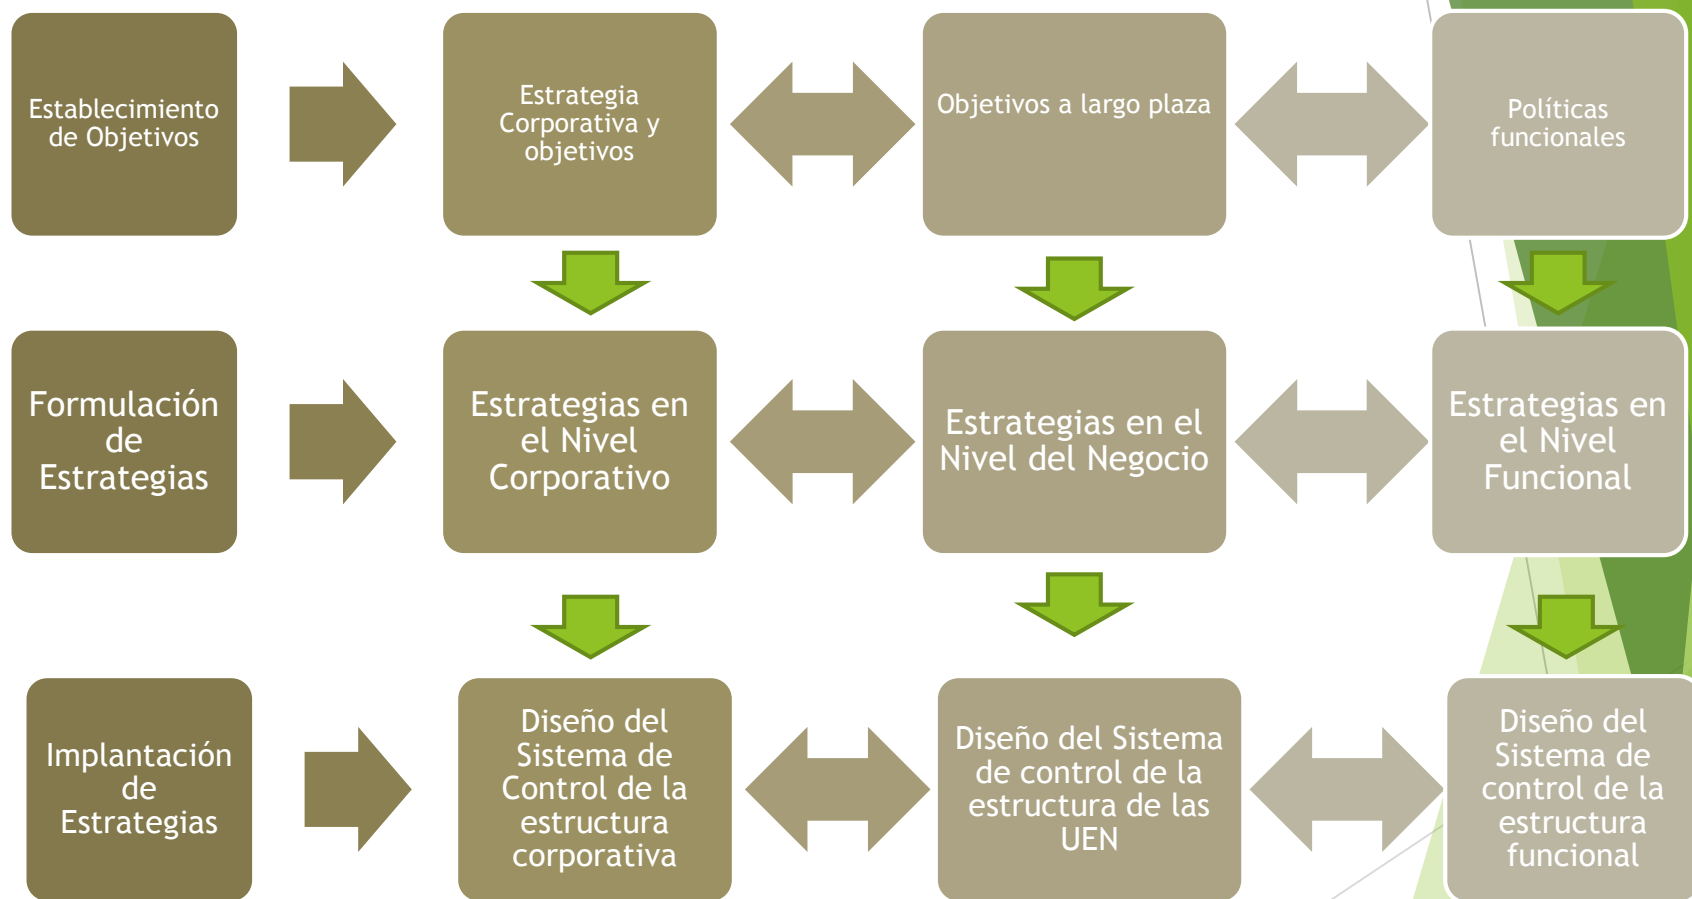 Establecimiento
de Objetivos
Estrategia
Corporativa y
objetivos
Objetivos a largo plaza
Políticas
funcionales
Formulación
de
Estrategias
Estrategias en
el Nivel
Corporativo
Estrategias en el
Nivel del Negocio
Estrategias en
el Nivel
Funcional
Implantación
de
Estrategias
Diseño del
Sistema de
Control de la
estructura
corporativa
Diseño del Sistema
de control de la
estructura de las
UEN
Diseño del
Sistema de
control de la
estructura
funcional